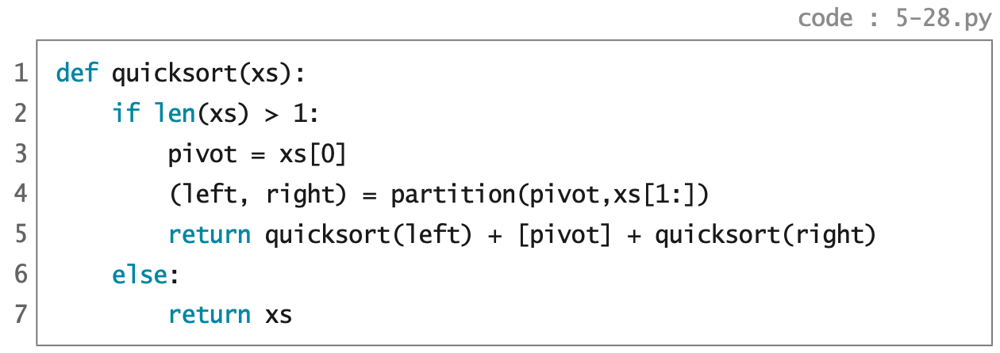 code : 5-28.py
1 def quicksort(xs):
2     if len(xs) > 1:
3         pivot = xs[0]
4         (left, right) = partition(pivot,xs[1:])
5         return quicksort(left) + [pivot] + quicksort(right)
6     else:
7         return xs